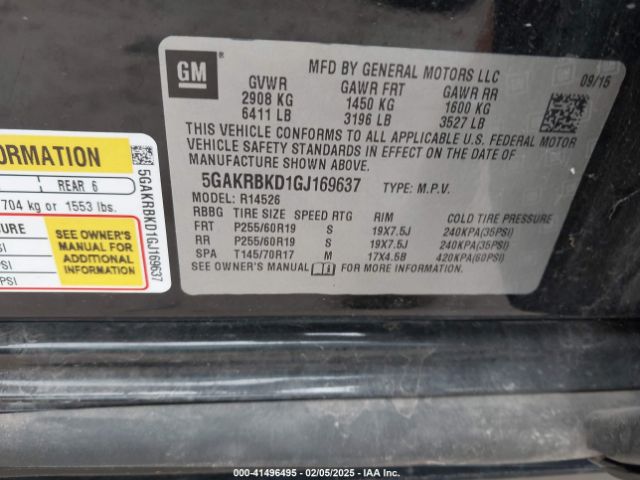 GM
MFD BY GENERAL MOTORS LLC
09/15
GVWR GAWR FRT GAWR RR
2908 KG 1450 KG 1600 KG
6411 LB 3196 LB 3527 LB
THIS VEHICLE CONFORMS TO ALL APPLICABLE U.S. FEDERAL MOTOR
VEHICLE SAFETY STANDARDS IN EFFECT ON THE DATE OF
MANUFACTURE SHOWN ABOVE.
5GAKRBKD1GJ169637 TYPE: M.P.V.
MODEL: R14526
RBBG TIRE SIZE SPEED RTG RIM COLD TIRE PRESSURE
FRT P255/60R19 S 19X7.5J 240KPA(35PSI)
RR P255/60R19 S 19X7.5J 240KPA(35PSI)
SPA T145/70R17 M 17X4.5B 420KPA(60PSI)
SEE OWNER'S MANUAL FOR MORE INFORMATION.
ORMATION
REAR 6
704 kg or 1553 lbs.
SEE OWNER'S
MANUAL FOR
ADDITIONAL
INFORMATION
PSI)
PSI)
PSI)
5GAKRBKD1GJ169637
00-41496495 - 02/05/2025 - IAA Inc.